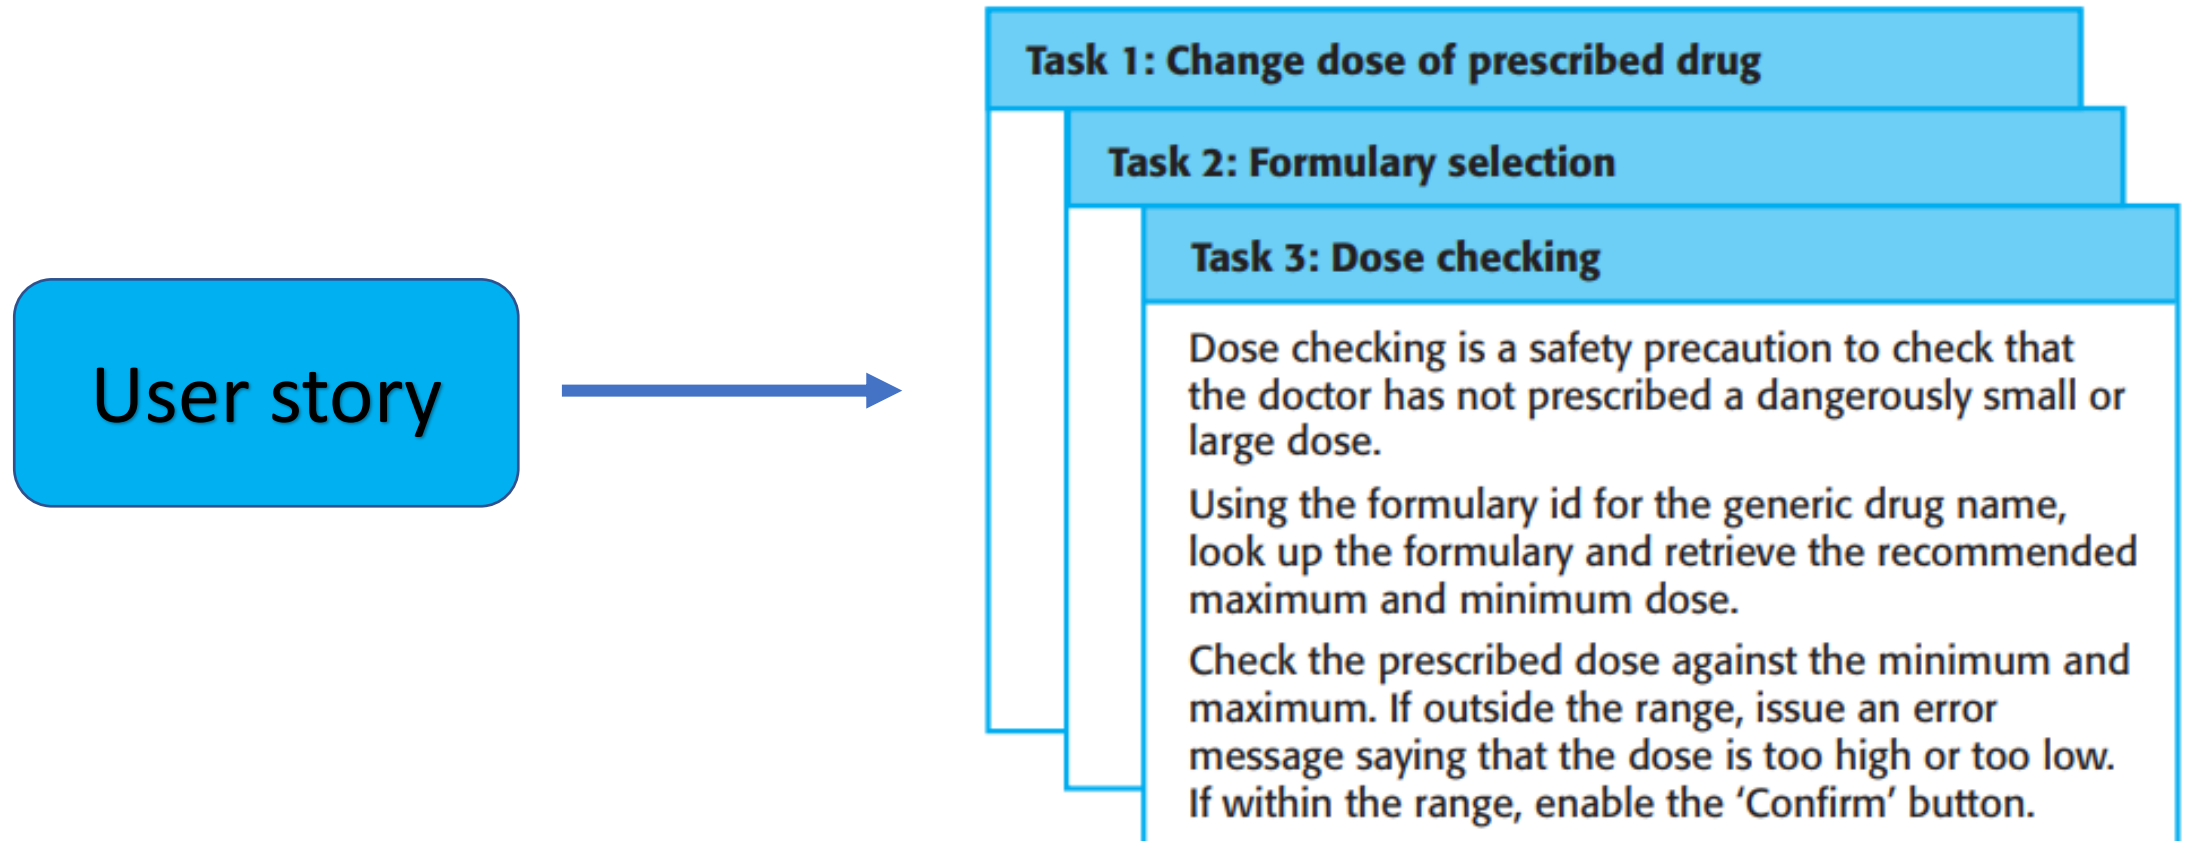 User story
Task 1: Change dose of prescribed drug
Task 2: Formulary selection
Task 3: Dose checking
Dose checking is a safety precaution to check that
the doctor has not prescribed a dangerously small or
large dose.
Using the formulary id for the generic drug name,
look up the formulary and retrieve the recommended
maximum and minimum dose.
Check the prescribed dose against the minimum and
maximum. If outside the range, issue an error
message saying that the dose is too high or too low.
If within the range, enable the ‘Confirm’ button.